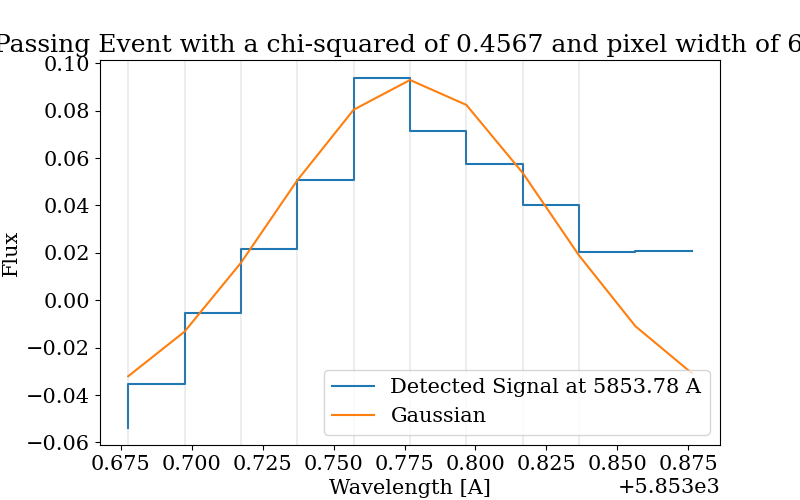 Passing Event with a chi-squared of 0.4567 and pixel width of 6
0.10
0.08
0.06
0.04
0.02
0.00
−0.02
−0.04
−0.06
Flux
Detected Signal at 5853.78 A
Gaussian
0.675 0.700 0.725 0.750 0.775 0.800 0.825 0.850 0.875
Wavelength [A]
+5.853e3